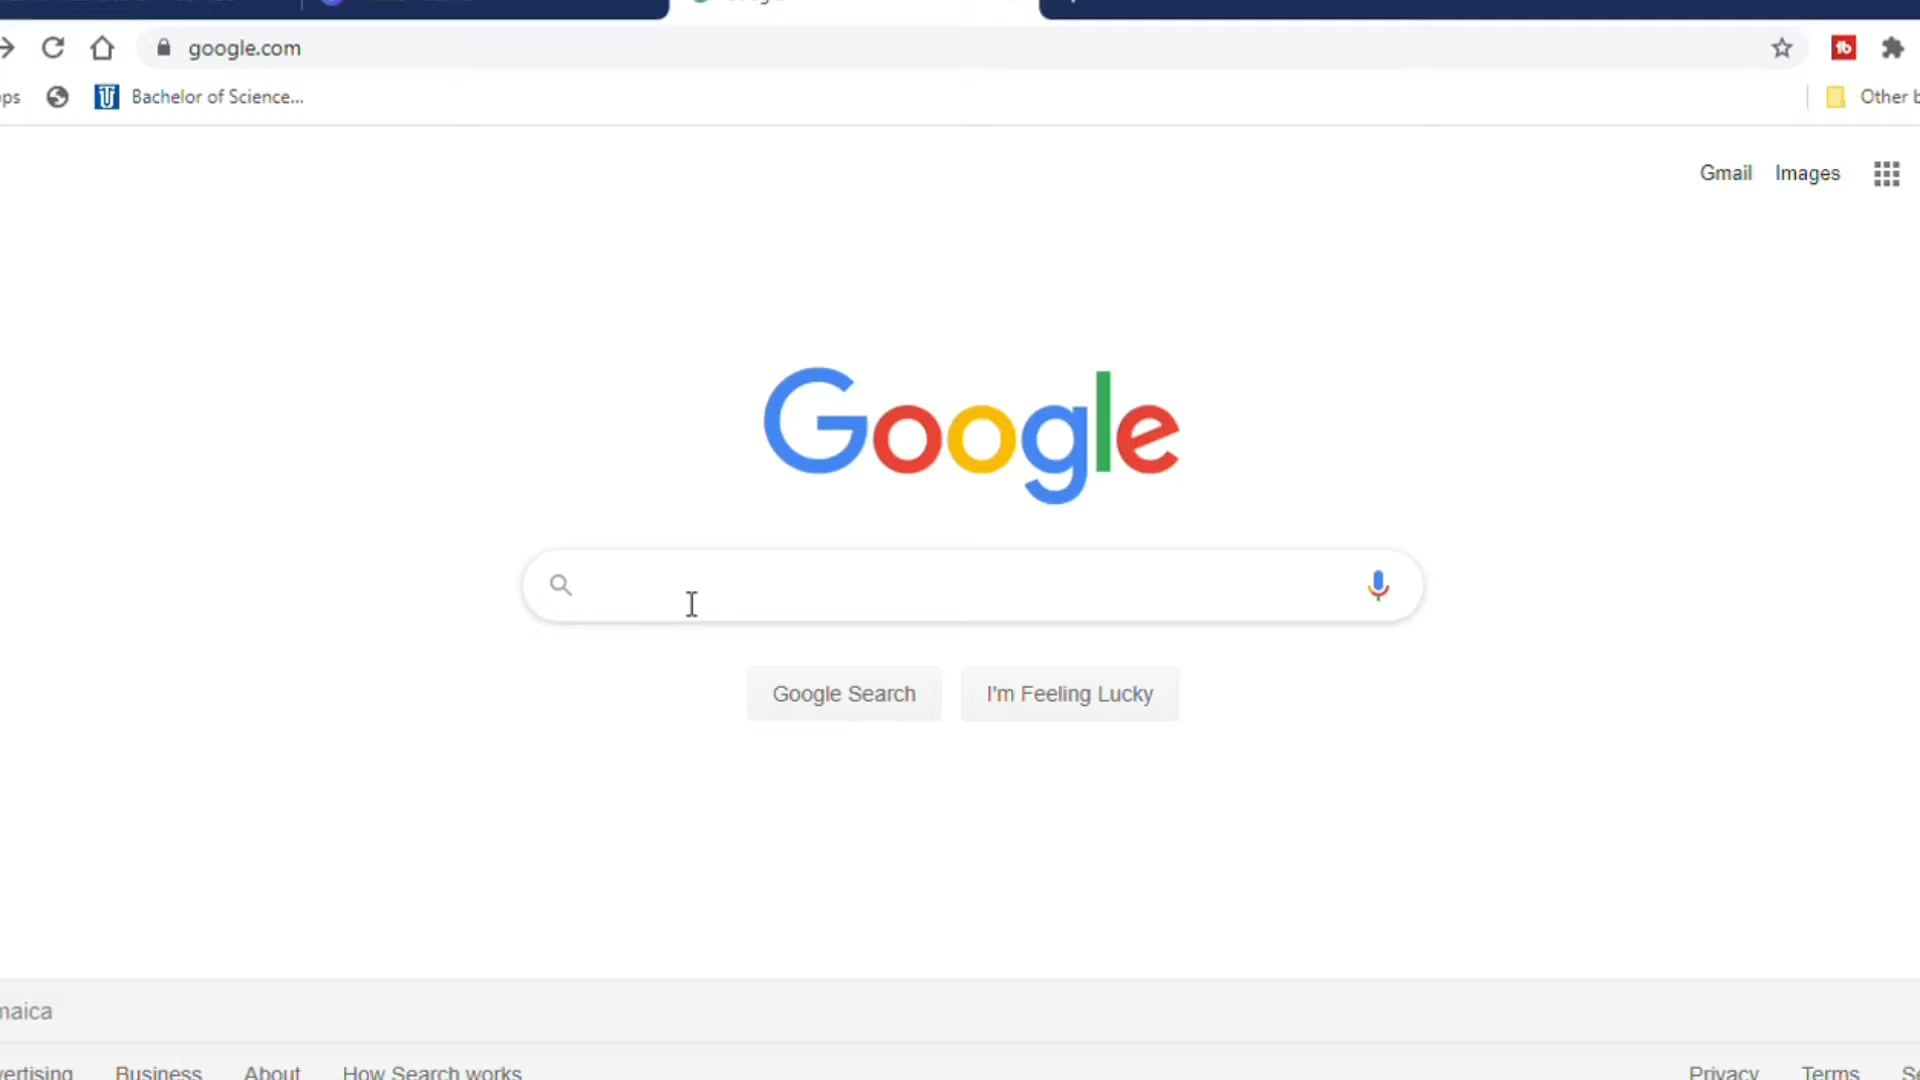 google.com
Bachelor of Science...
Other
Gmail Images
Google
Google Search I'm Feeling Lucky
maica
vertising Business About How Search works Privacy Terms